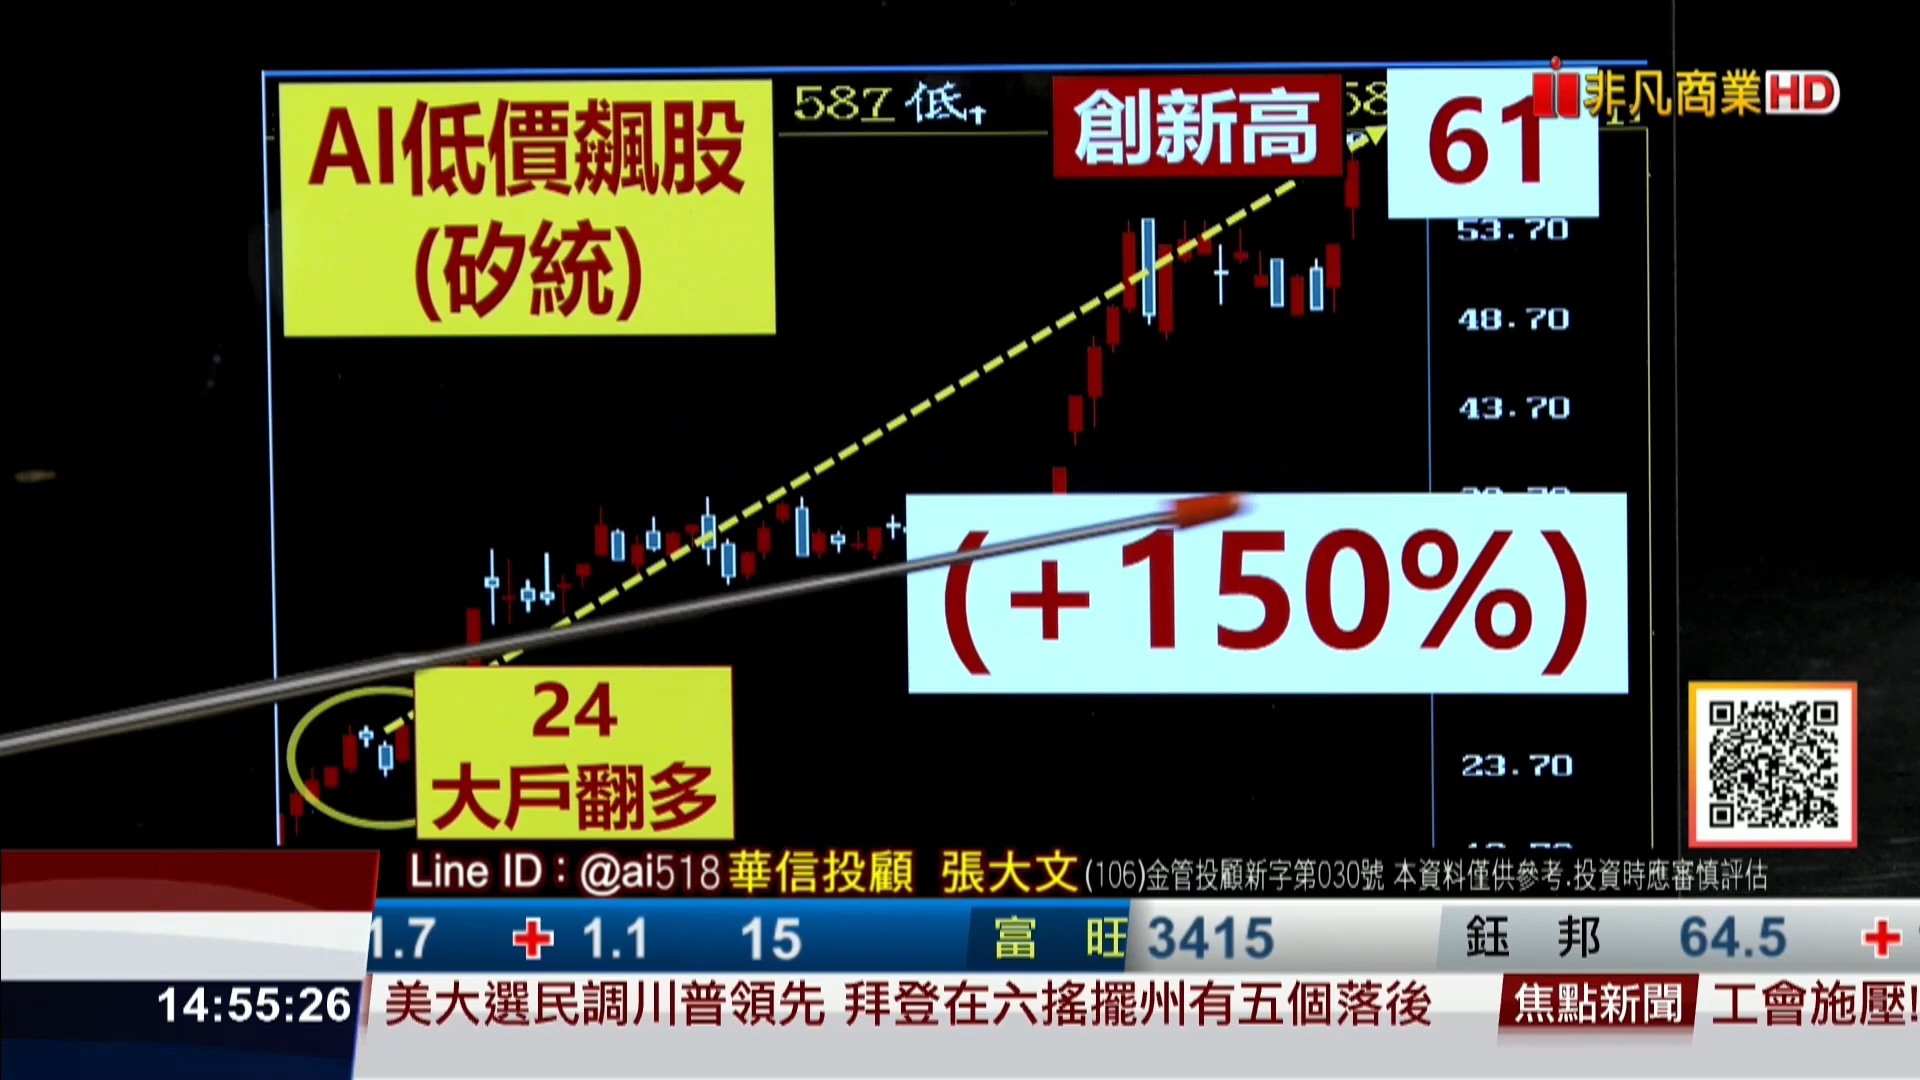 AI低價飆股
(矽統)
587 低↑
創新高
58
61
非凡商業HD
53.70
48.70
43.70
(+150%)
24
大戶翻多
23.70
Line ID：@ai518 華信投顧 張大文 (106)金管投顧新字第030號 本資料僅供參考.投資時應審慎評估
1.7 + 1.1 15 富旺 3415 鈺邦 64.5 +
14:55:26 美大選民調川普領先 拜登在六搖擺州有五個落後 焦點新聞 工會施壓!